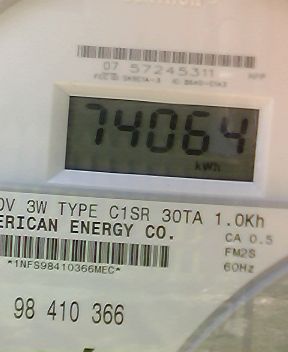 07 57245311
74064
kWh
3W TYPE C1SR 30TA 1.0Kh
ERICAN ENERGY CO.
CA 0.5
FM2S
60Hz
*1NFS98410366MEC*
98 410 366